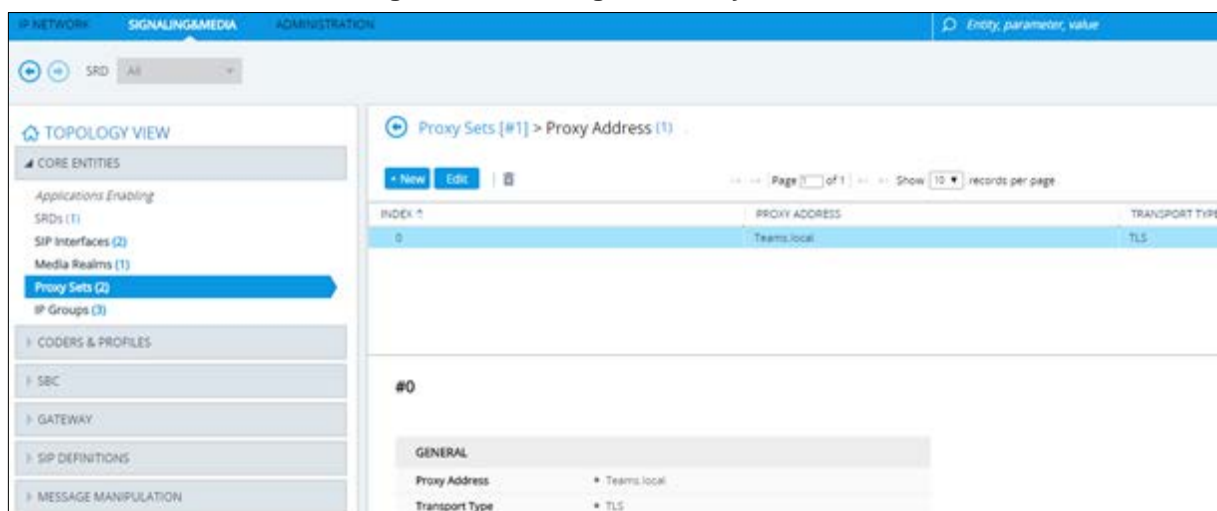 IP NETWORK SIGNALING&MEDIA ADMINISTRATION Entity, parameter, value
SRD All
TOPOLOGY VIEW
CORE ENTITIES
Applications Enabling
SRDs (1)
SIP Interfaces (2)
Media Realms (1)
Proxy Sets (2)
IP Groups (3)
CODERS & PROFILES
SBC
GATEWAY
SIP DEFINITIONS
MESSAGE MANIPULATION
Proxy Sets [#1] > Proxy Address (1)
+ New Edit Page 1 of 1 Show 10 records per page
INDEX PROXY ADDRESS TRANSPORT TYPE
0 Teams.local TLS
#0
GENERAL
Proxy Address Teams.local
Transport Type TLS